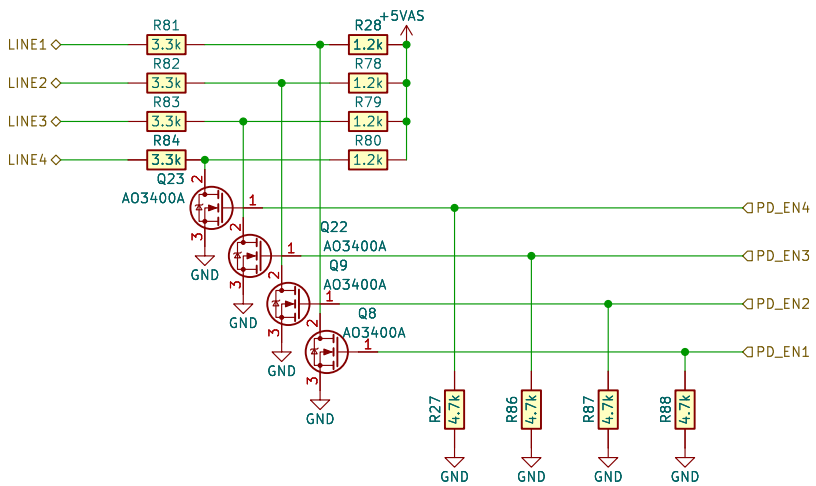 R81 R28 +5VAS
LINE1 3.3k 1.2k
R82 R78
LINE2 3.3k 1.2k
R83 R79
LINE3 3.3k 1.2k
R84 R80
LINE4 3.3k 1.2k
Q23 2
AO3400A 1 PD_EN4
3 2 Q22
GND AO3400A
1 PD_EN3
3 2 Q9
GND AO3400A
1 PD_EN2
3 2 Q8
GND AO3400A
1 PD_EN1
3
GND
R27 4.7k R86 4.7k R87 4.7k R88 4.7k
GND GND GND GND